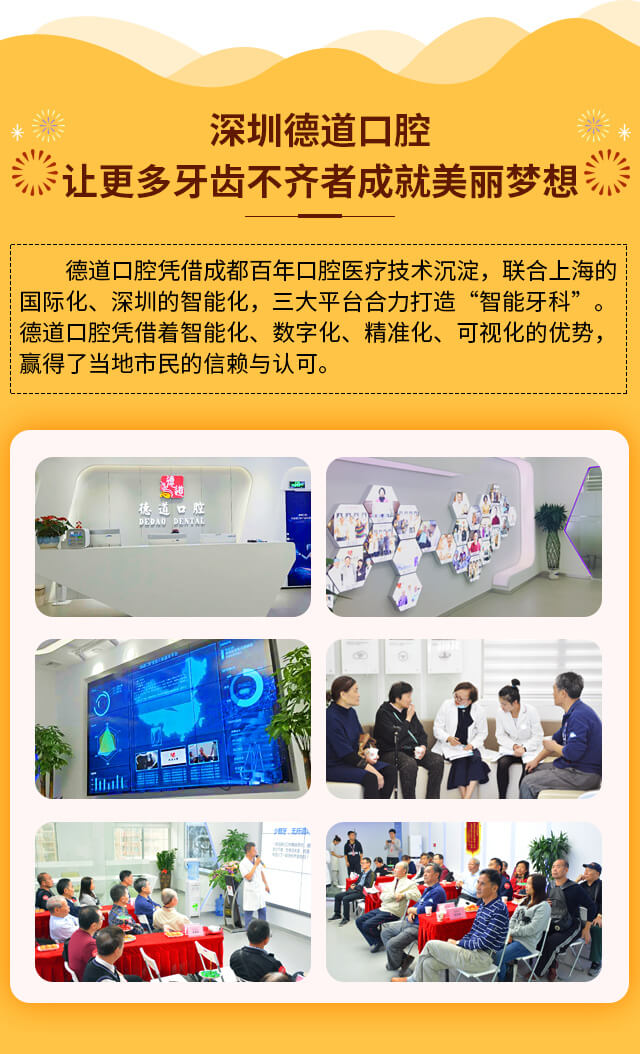 深圳德道口腔
让更多牙齿不齐者成就美丽梦想
德道口腔凭借成都百年口腔医疗技术沉淀，联合上海的
国际化、深圳的智能化，三大平台合力打造“智能牙科”。
德道口腔凭借着智能化、数字化、精准化、可视化的优势，
赢得了当地市民的信赖与认可。
德道
德道口腔
DEDAO DENTAL